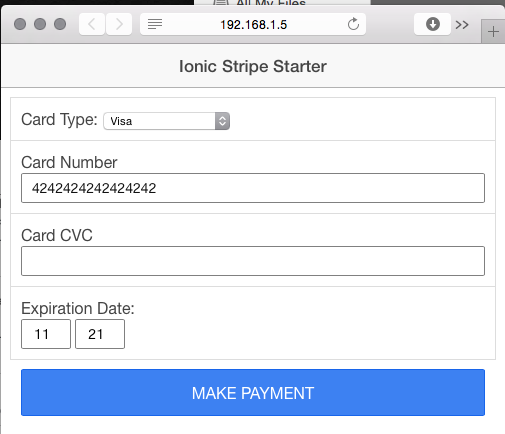 All My Files
192.168.1.5
Ionic Stripe Starter
Card Type: Visa
Card Number
4242424242424242
Card CVC
Expiration Date:
11 21
MAKE PAYMENT